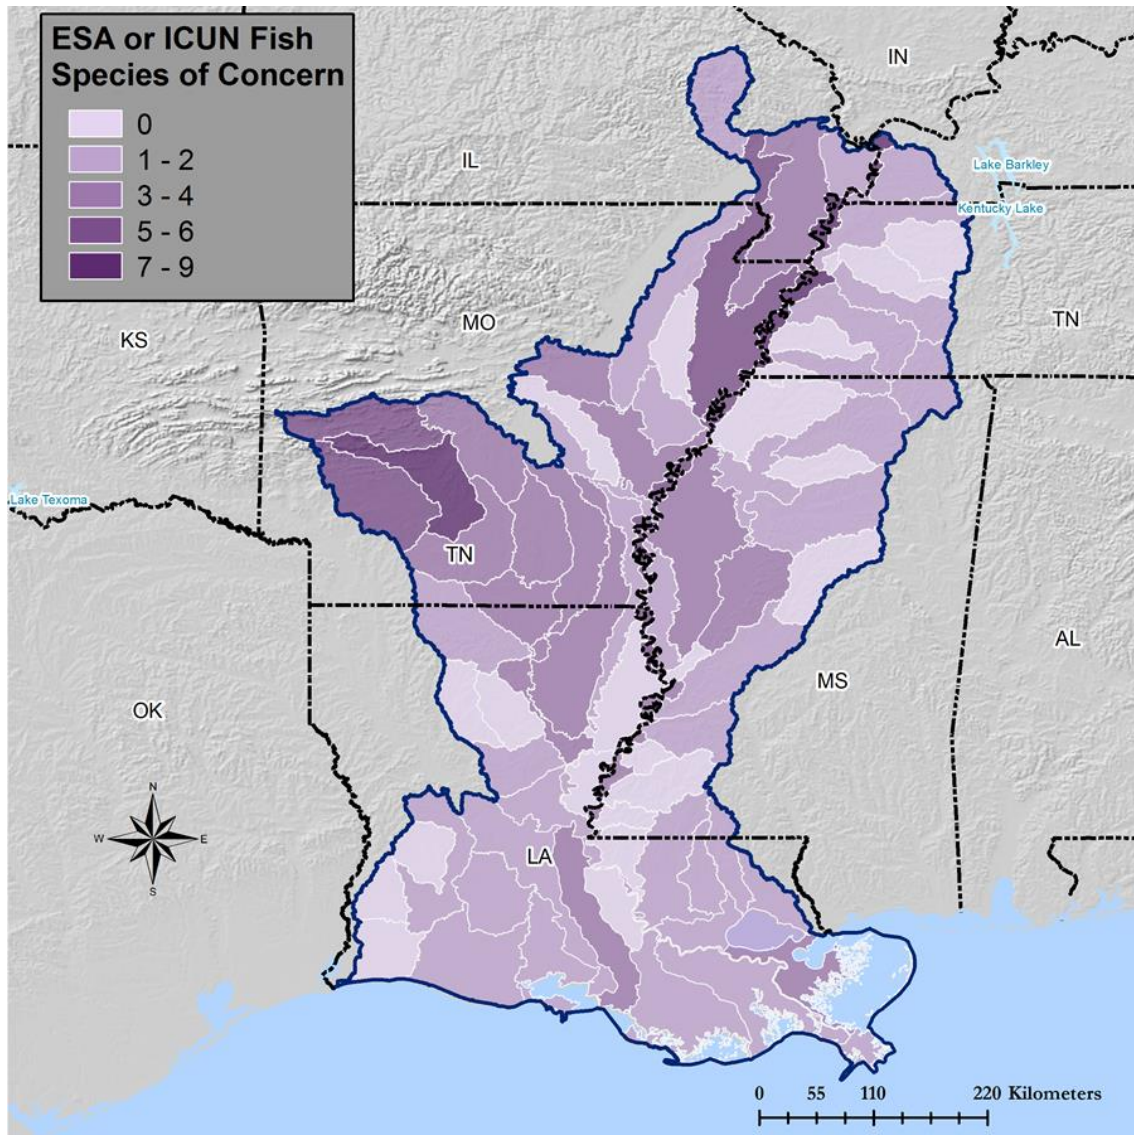 ESA or ICUN Fish
Species of Concern
0
1 - 2
3 - 4
5 - 6
7 - 9
IN
IL
Lake Barkley
Kentucky Lake
KS
MO
TN
Lake Texoma
TN
AL
MS
OK
N
W
E
S
LA
0 55 110 220 Kilometers